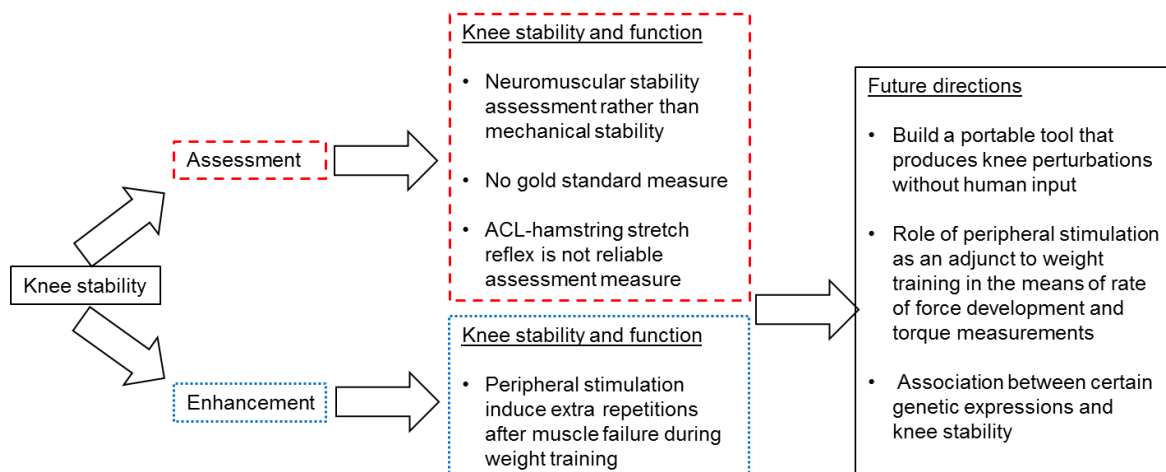 Knee stability
Assessment
Enhancement
Knee stability and function
• Neuromuscular stability
assessment rather than
mechanical stability
• No gold standard measure
• ACL-hamstring stretch
reflex is not reliable
assessment measure
Knee stability and function
• Peripheral stimulation
induce extra repetitions
after muscle failure during
weight training
Future directions
• Build a portable tool that
produces knee perturbations
without human input
• Role of peripheral stimulation
as an adjunct to weight
training in the means of rate
of force development and
torque measurements
• Association between certain
genetic expressions and
knee stability